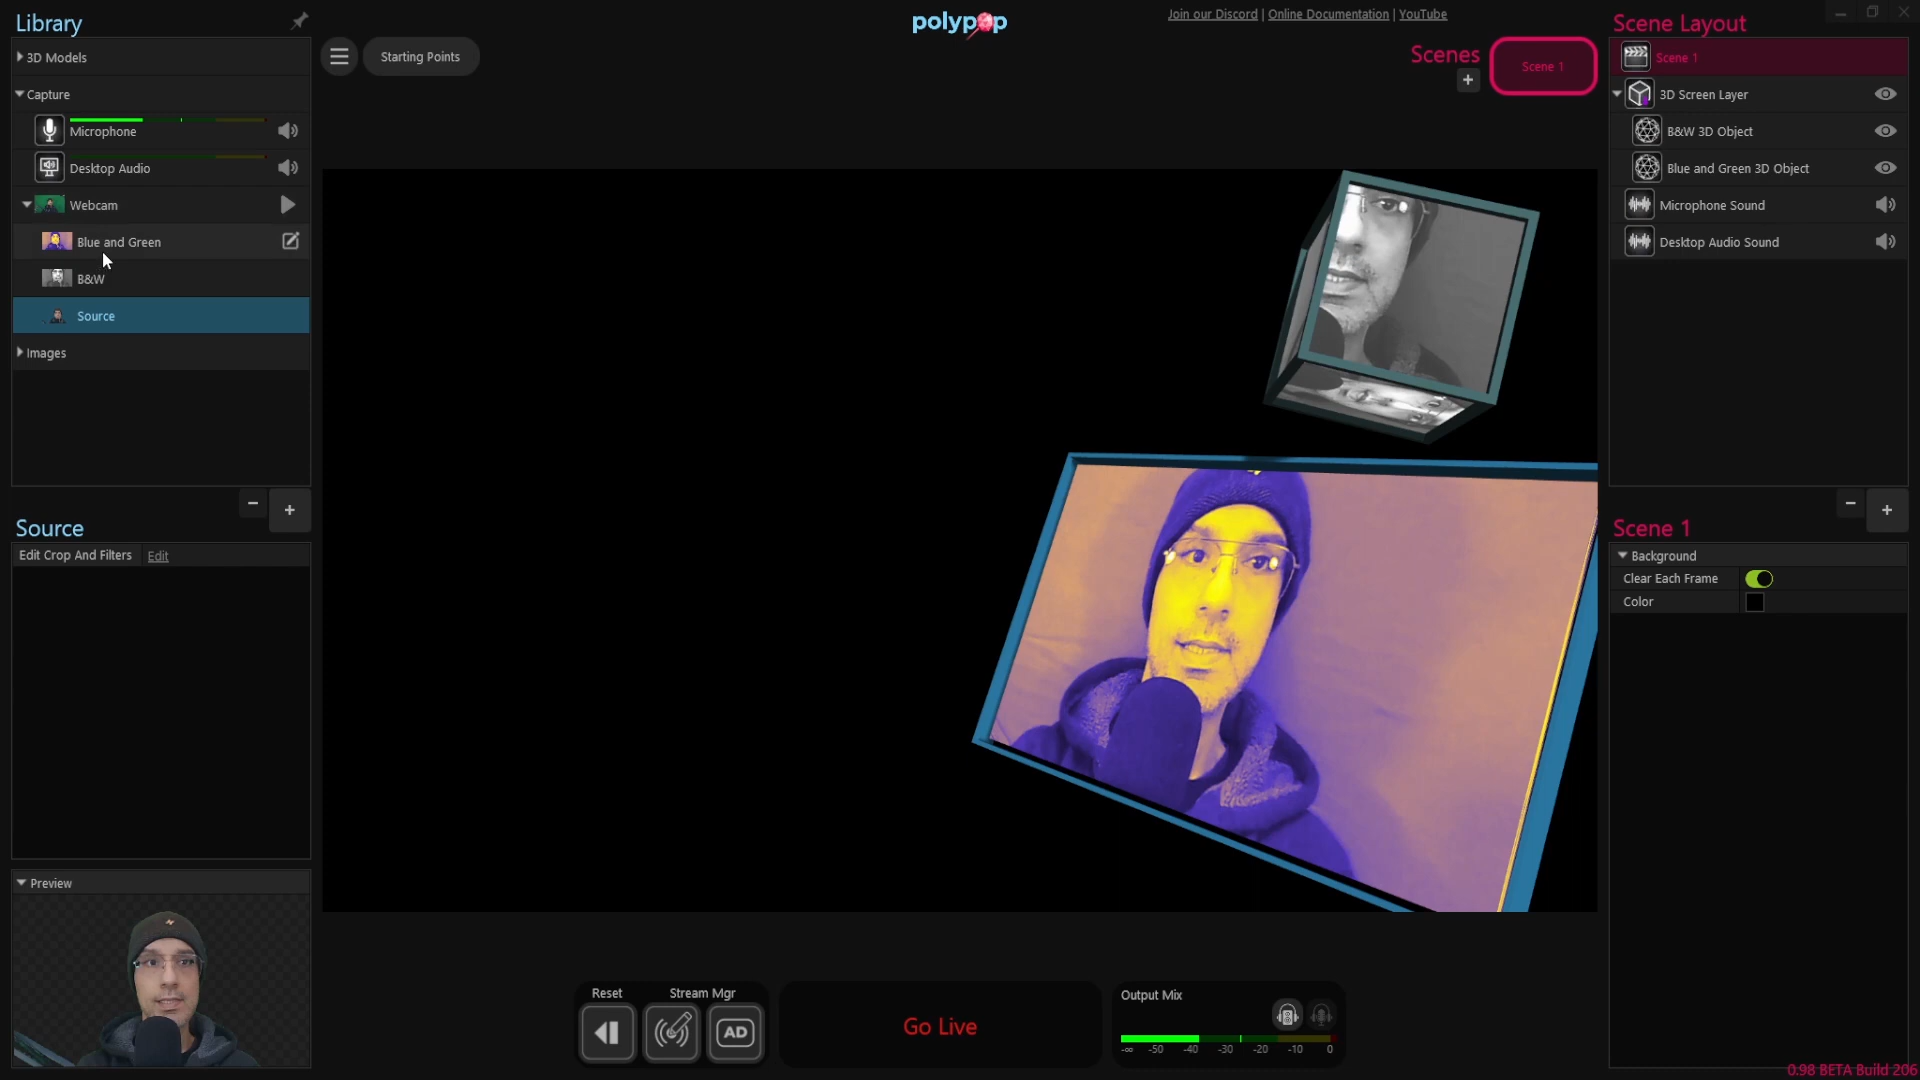 Library
3D Models
Capture
Microphone
Desktop Audio
Webcam
Blue and Green
B&W
Source
Images
Source
Edit Crop And Filters Edit
Preview
Starting Points
polypop
Join our Discord | Online Documentation | YouTube
Scenes
+
Scene 1
Scene Layout
Scene 1
3D Screen Layer
B&W 3D Object
Blue and Green 3D Object
Microphone Sound
Desktop Audio Sound
Scene 1
Background
Clear Each Frame
Color
Reset
Stream Mgr
AD
Go Live
Output Mix
-∞ -50 -40 -30 -20 -10 0
0.98 BETA Build 206